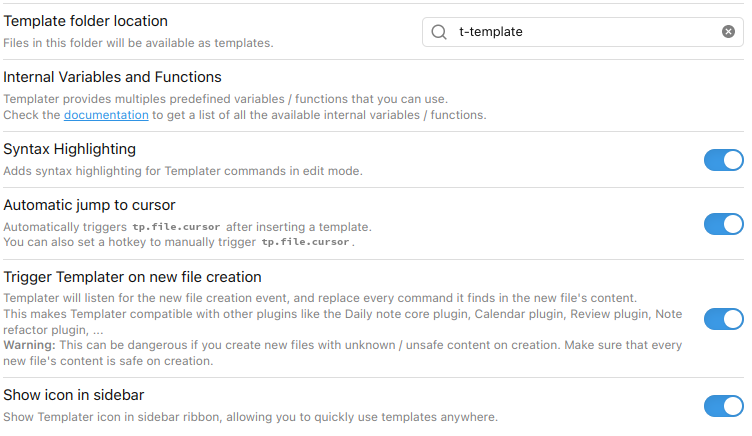 Template folder location
Files in this folder will be available as templates.
t-template
Internal Variables and Functions
Templater provides multiples predefined variables / functions that you can use.
Check the documentation to get a list of all the available internal variables / functions.
Syntax Highlighting
Adds syntax highlighting for Templater commands in edit mode.
Automatic jump to cursor
Automatically triggers tp.file.cursor after inserting a template.
You can also set a hotkey to manually trigger tp.file.cursor.
Trigger Templater on new file creation
Templater will listen for the new file creation event, and replace every command it finds in the new file's content.
This makes Templater compatible with other plugins like the Daily note core plugin, Calendar plugin, Review plugin, Note
refactor plugin, ...
Warning: This can be dangerous if you create new files with unknown / unsafe content on creation. Make sure that every
new file's content is safe on creation.
Show icon in sidebar
Show Templater icon in sidebar ribbon, allowing you to quickly use templates anywhere.